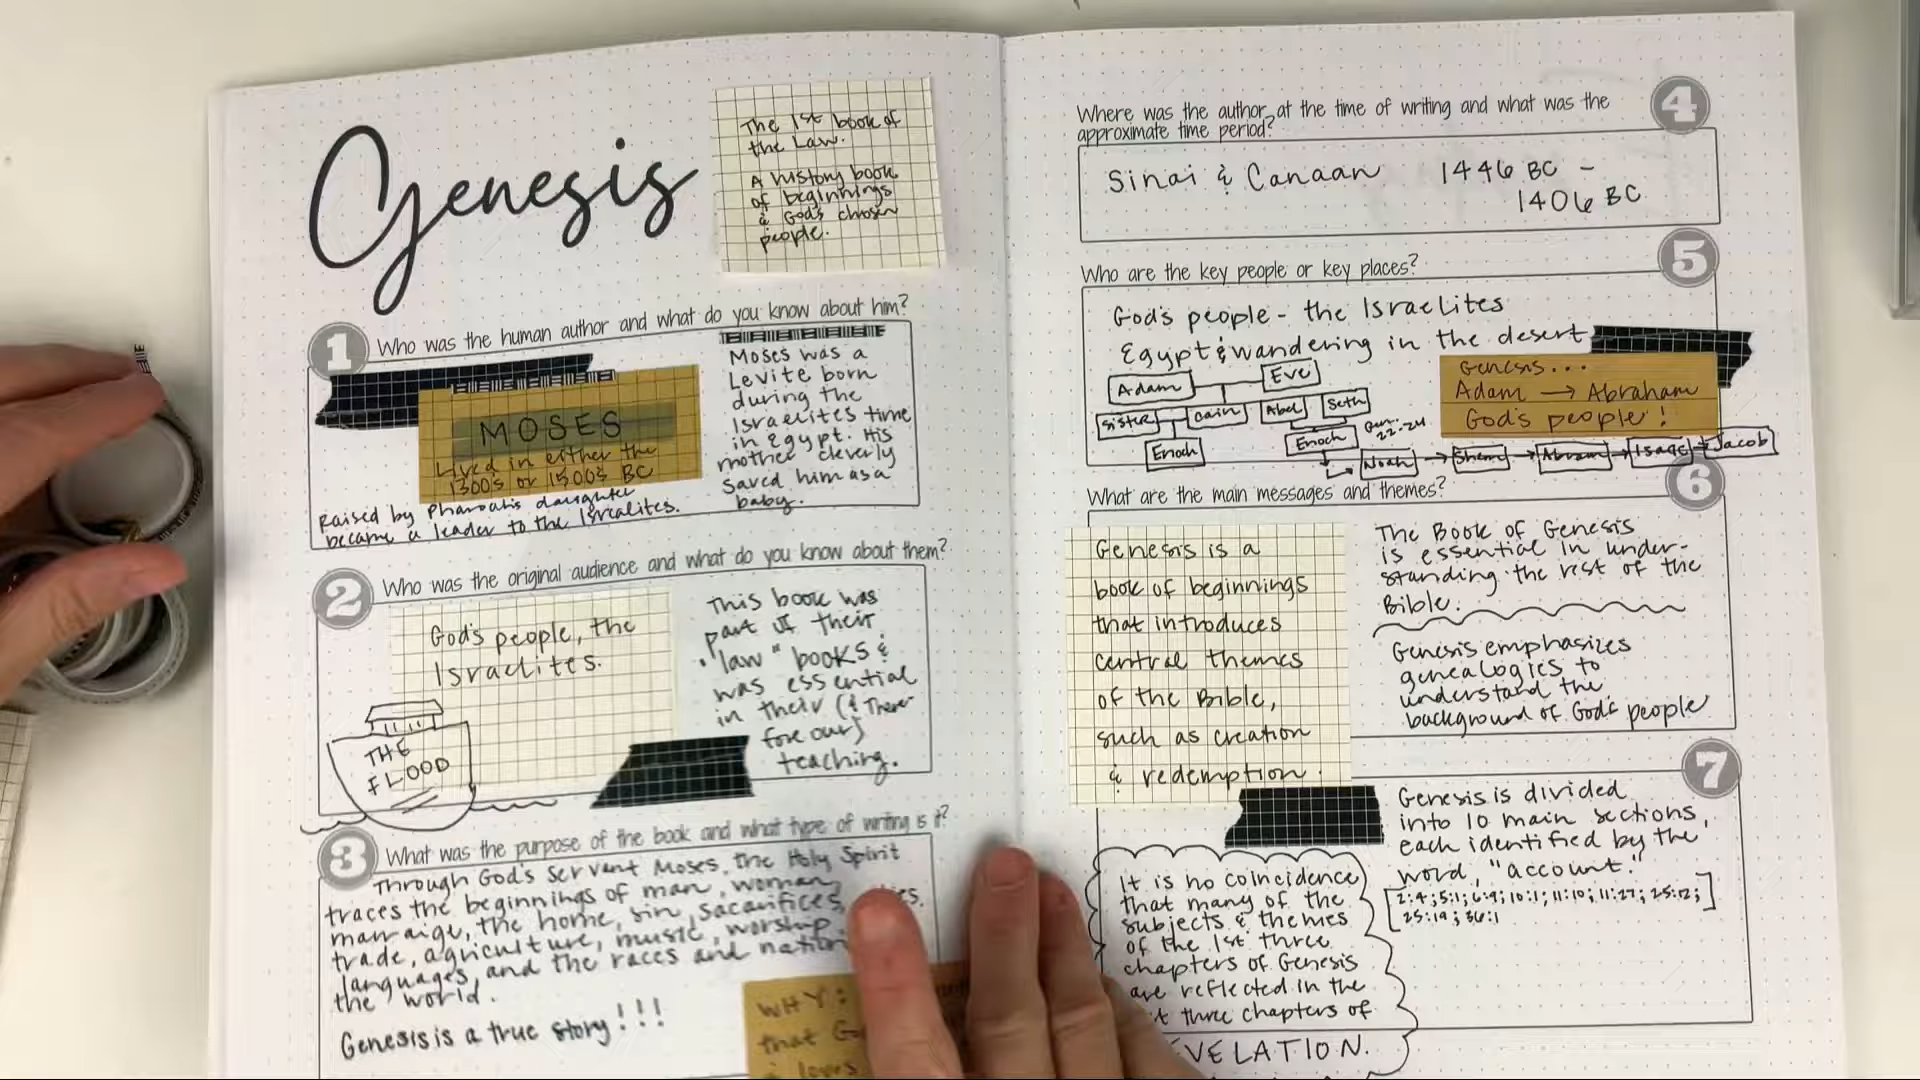 Genesis
The 1st book of
the Law.
A history book
of beginnings
& God's chosen
people.
1
Who was the human author and what do you know about him?
MOSES
Lived in either the
1300s or 1500s BC
Raised by Pharoah's daughter
became a leader to the Isrealites.
Moses was a
Levite born
during the
Israelites time
in Egypt. His
mother cleverly
saved him as a
baby.
2
Who was the original audience and what do you know about them?
God's people, the
Israelites.
THE
FLOOD
This book was
part of their
"law" books &
was essential
in their (& There-
fore our)
teaching.
3
What was the purpose of the book and what type of writing is it?
Through God's servant Moses, the Holy Spirit
traces the beginnings of man, woman,
marraige, the home, sin, sacarifices,
trade, agriculture, music, worship
languages, and the races and nation
the world.
Genesis is a true story!!!
WHY:
that Go
loves
4
Where was the author at the time of writing and what was the
approximate time period?
Sinai & Canaan 1446 BC -
1406 BC
5
Who are the key people or key places?
God's people - the Israelites
Egypt & wandering in the desert
Genesis...
Adam → Abraham
God's people!
Adam Eve
Sister Cain Abel Seth
Enoch Enoch Gen. 22-24
Noah → Shem → Abram → Isaac → Jacob
6
What are the main messages and themes?
Genesis is a
book of beginnings
that introduces
central themes
of the Bible,
such as creation
& redemption.
The Book of Genesis
is essential in under-
standing the rest of the
Bible.
Genesis emphasizes
genealogies to
understand the
background of God's people
7
Genesis is divided
into 10 main sections,
each identified by the
word, "account."
[2:4; 5:1; 6:9; 10:1; 11:10; 11:27; 25:12;
25:19; 36:1]
It is no coincidence
that many of the
subjects & themes
of the 1st three
chapters of Genesis
are reflected in the
three chapters of
VELATION.